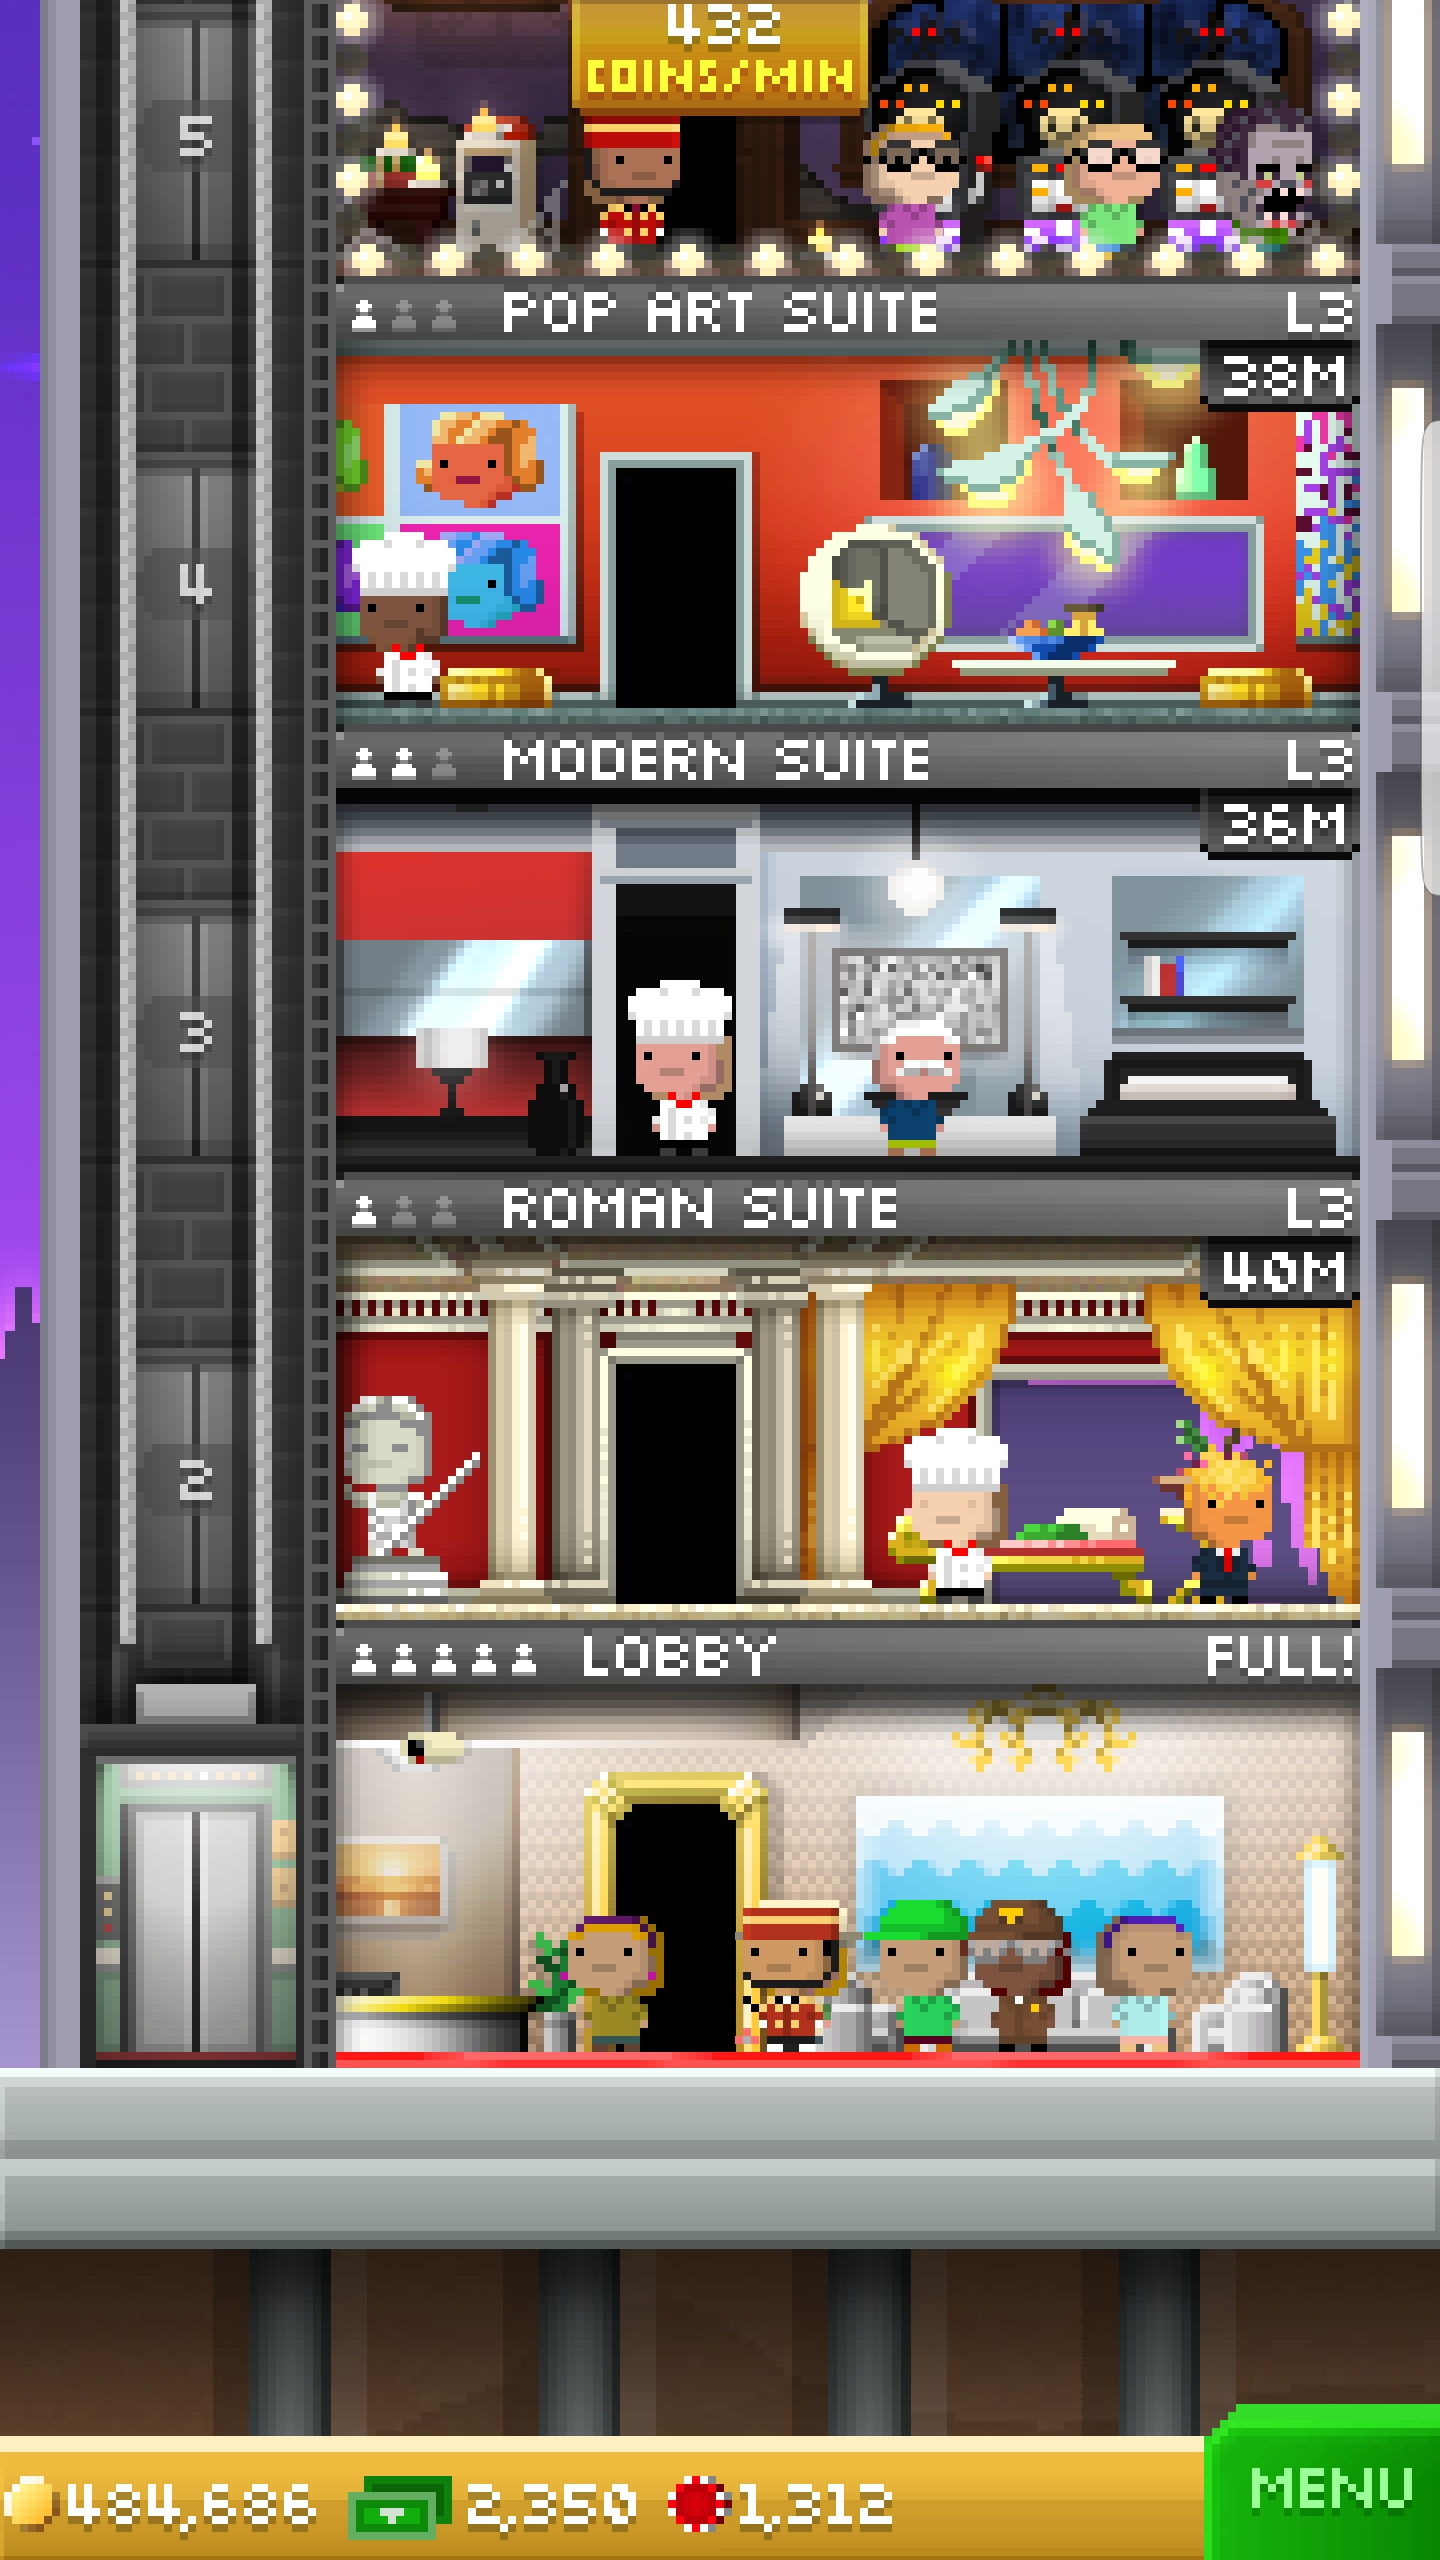 432
COINS/MIN
5
POP ART SUITE L3
38M
4
MODERN SUITE L3
36M
3
ROMAN SUITE L3
40M
2
LOBBY FULL!
484,686 2,350 1,312 MENU